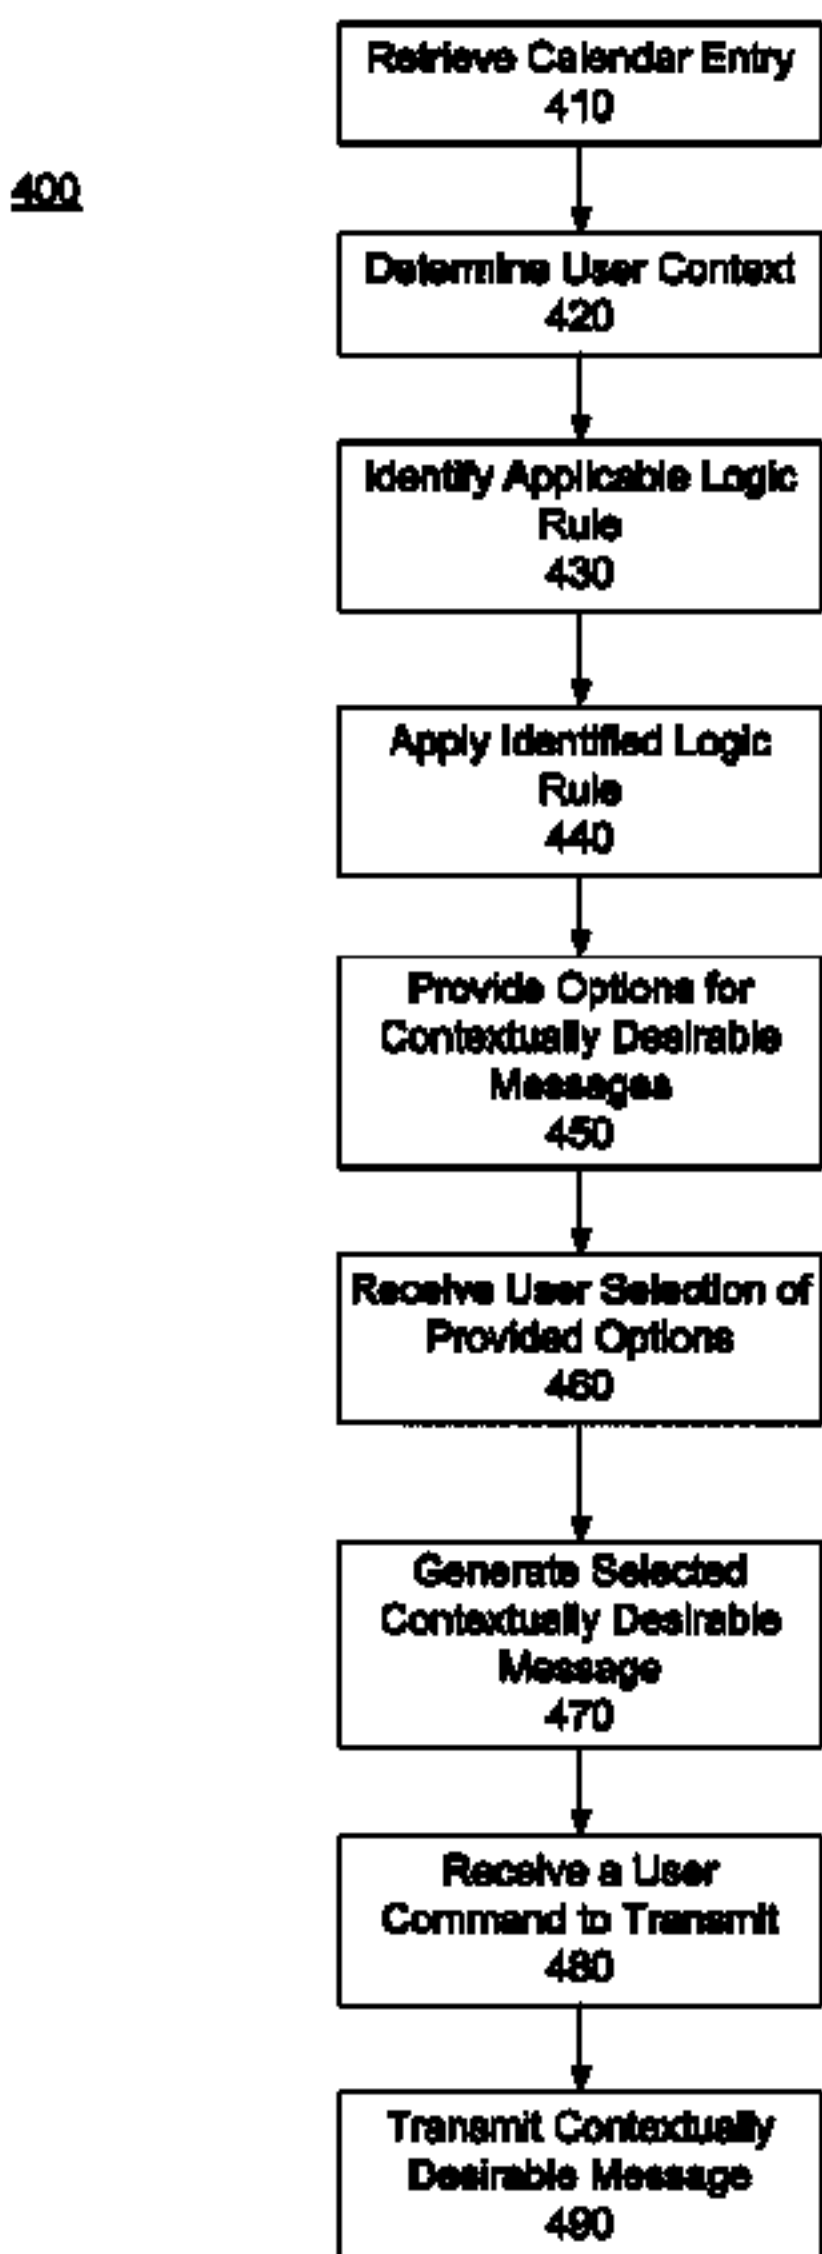 Retrieve Calendar Entry
410
400
Determine User Context
420
Identify Applicable Logic
Rule
430
Apply Identified Logic
Rule
440
Provide Options for
Contextually Desirable
Messages
450
Receive User Selection of
Provided Options
460
Generate Selected
Contextually Desirable
Message
470
Receive a User
Command to Transmit
480
Transmit Contextually
Desirable Message
490